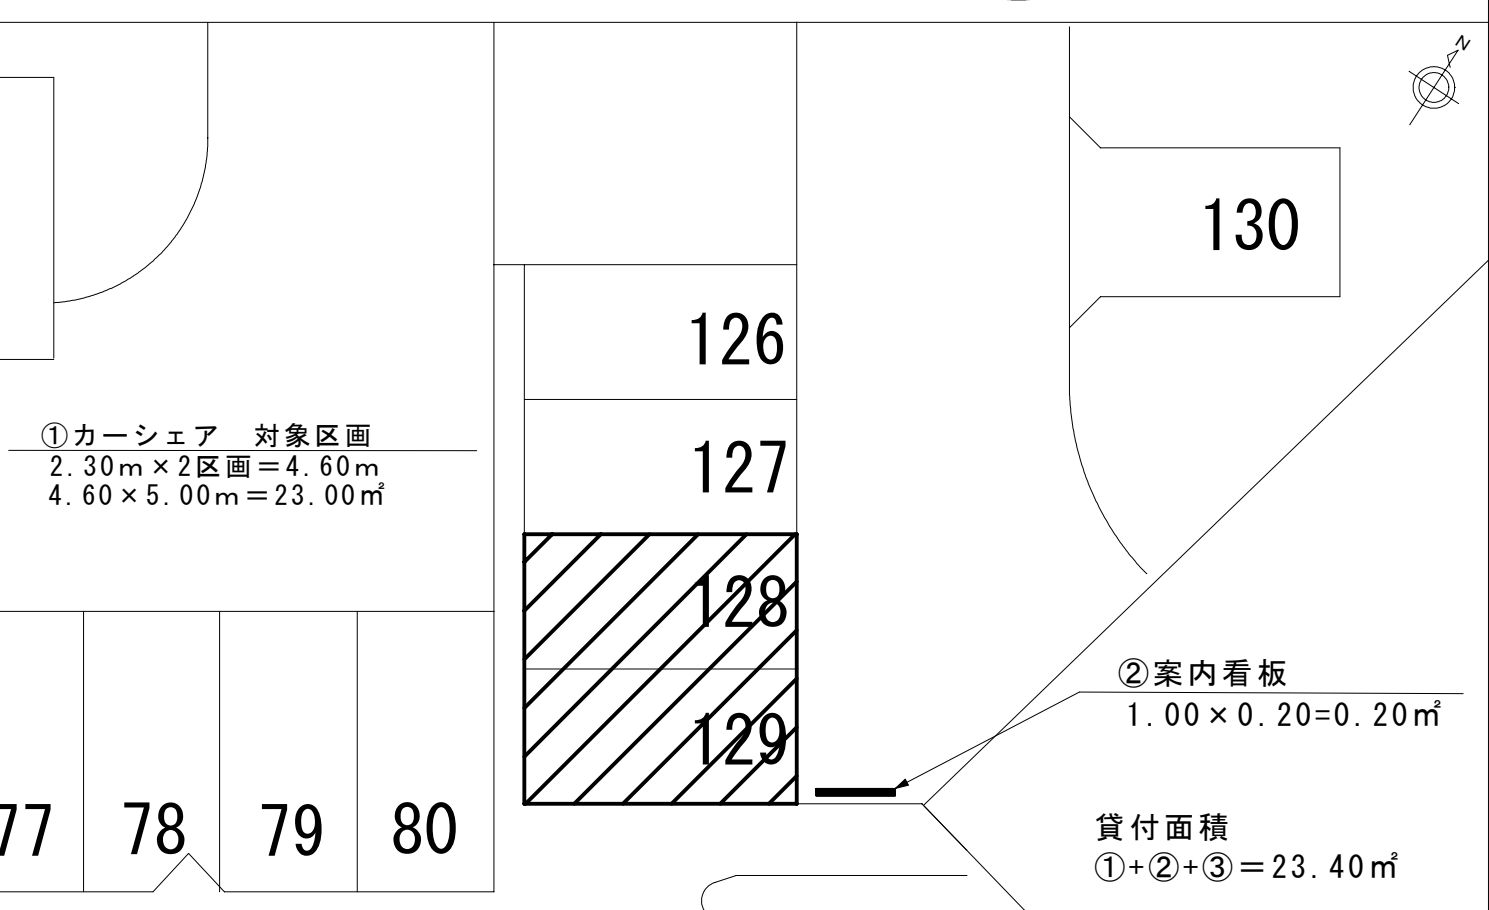 N
130
126
①カーシェア 対象区画
2.30m×2区画=4.60m
4.60×5.00m=23.00㎡
127
128
②案内看板
1.00×0.20=0.20㎡
129
77 78 79 80
貸付面積
①+②+③=23.40㎡